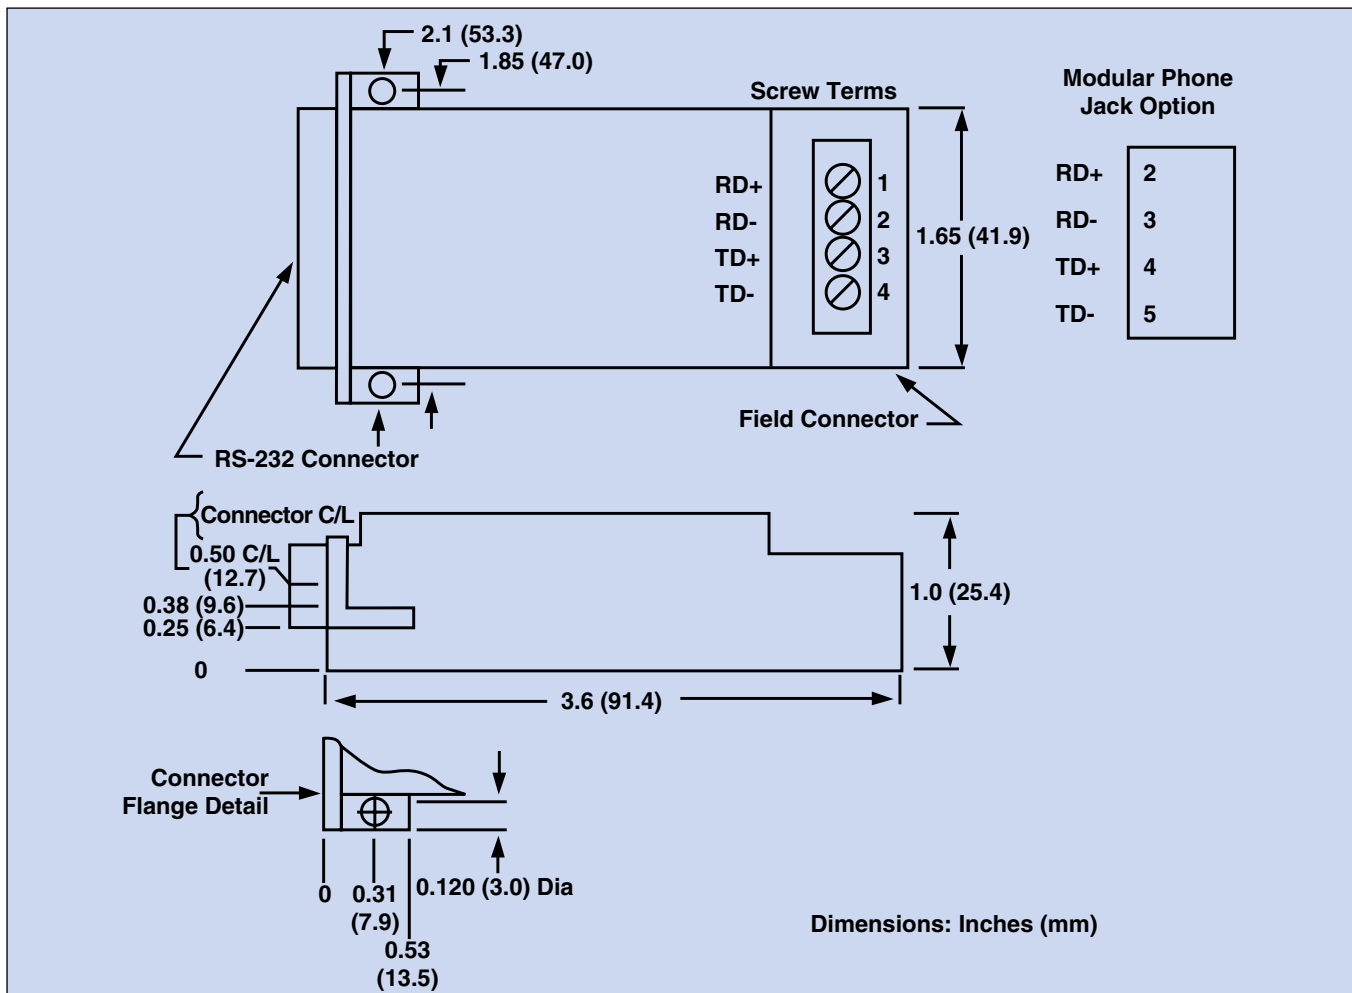 2.1 (53.3)
1.85 (47.0)
Screw Terms
Modular Phone
Jack Option
RD+
RD-
TD+
TD-
1
2
3
4
1.65 (41.9)
RD+ 2
RD- 3
TD+ 4
TD- 5
Field Connector
RS-232 Connector
Connector C/L
0.50 C/L
(12.7)
0.38 (9.6)
0.25 (6.4)
0
1.0 (25.4)
3.6 (91.4)
Connector
Flange Detail
0
0.31
(7.9)
0.53
(13.5)
0.120 (3.0) Dia
Dimensions: Inches (mm)